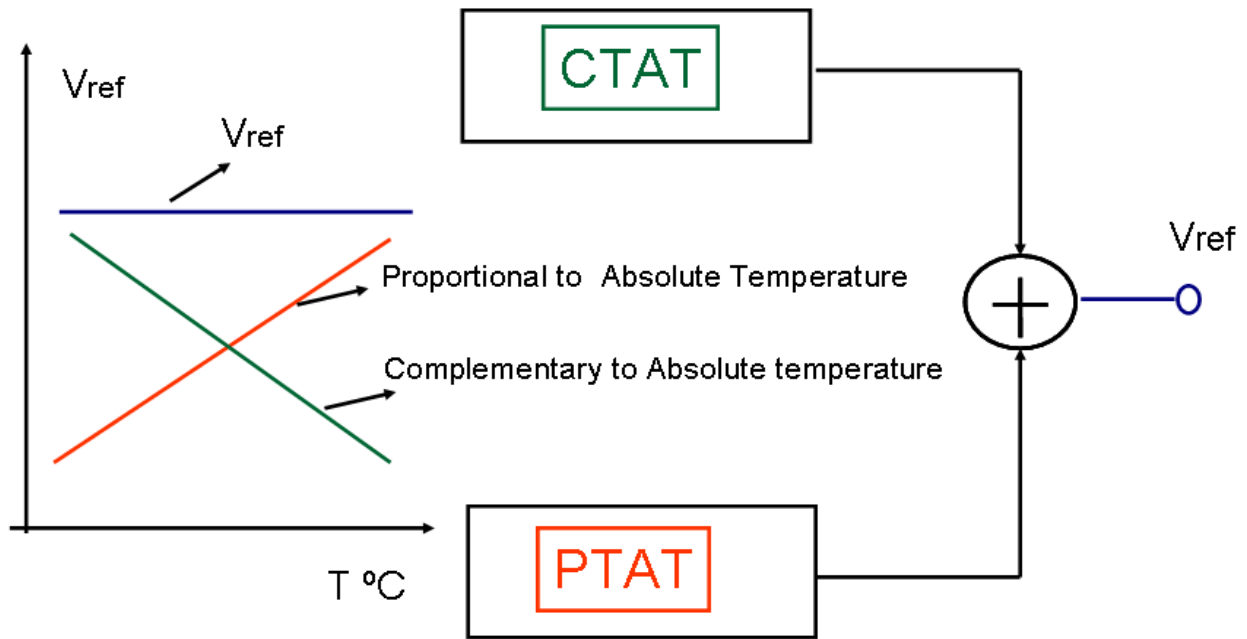 CTAT
Vref
Vref
Vref
Proportional to Absolute Temperature
Complementary to Absolute temperature
PTAT
T ºC